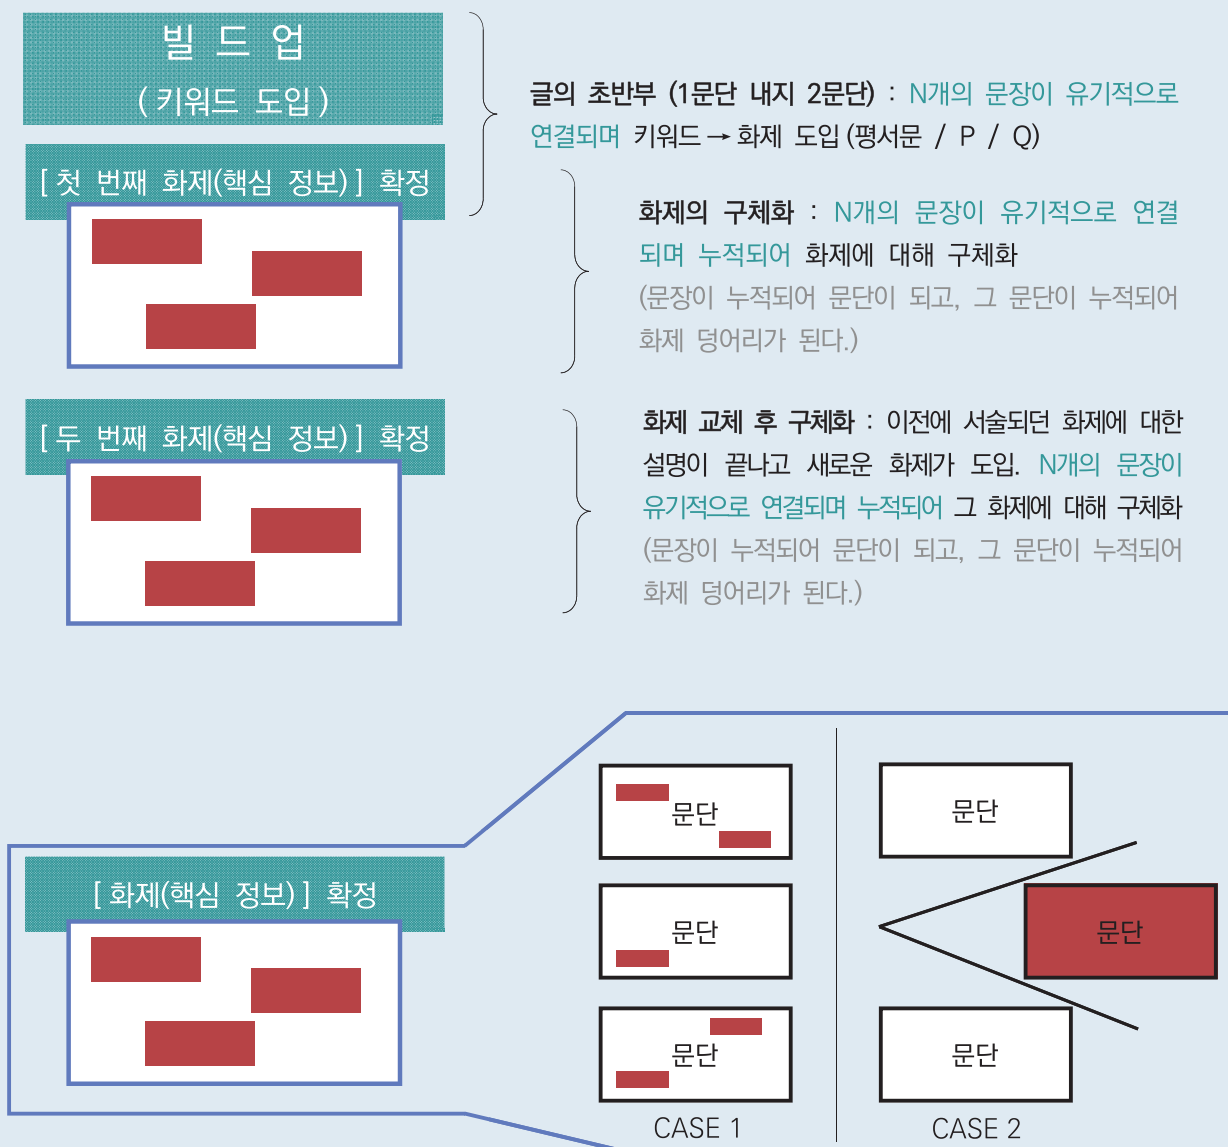 빌 드 업
( 키워드 도입 )
글의 초반부 (1문단 내지 2문단) : N개의 문장이 유기적으로
연결되며 키워드 → 화제 도입 (평서문 / P / Q)
[ 첫 번째 화제(핵심 정보) ] 확정
화제의 구체화 : N개의 문장이 유기적으로 연결
되며 누적되어 화제에 대해 구체화
(문장이 누적되어 문단이 되고, 그 문단이 누적되어
화제 덩어리가 된다.)
[ 두 번째 화제(핵심 정보) ] 확정
화제 교체 후 구체화 : 이전에 서술되던 화제에 대한
설명이 끝나고 새로운 화제가 도입. N개의 문장이
유기적으로 연결되며 누적되어 그 화제에 대해 구체화
(문장이 누적되어 문단이 되고, 그 문단이 누적되어
화제 덩어리가 된다.)
[ 화제(핵심 정보) ] 확정
문단
문단
문단
CASE 1
문단
문단
문단
CASE 2